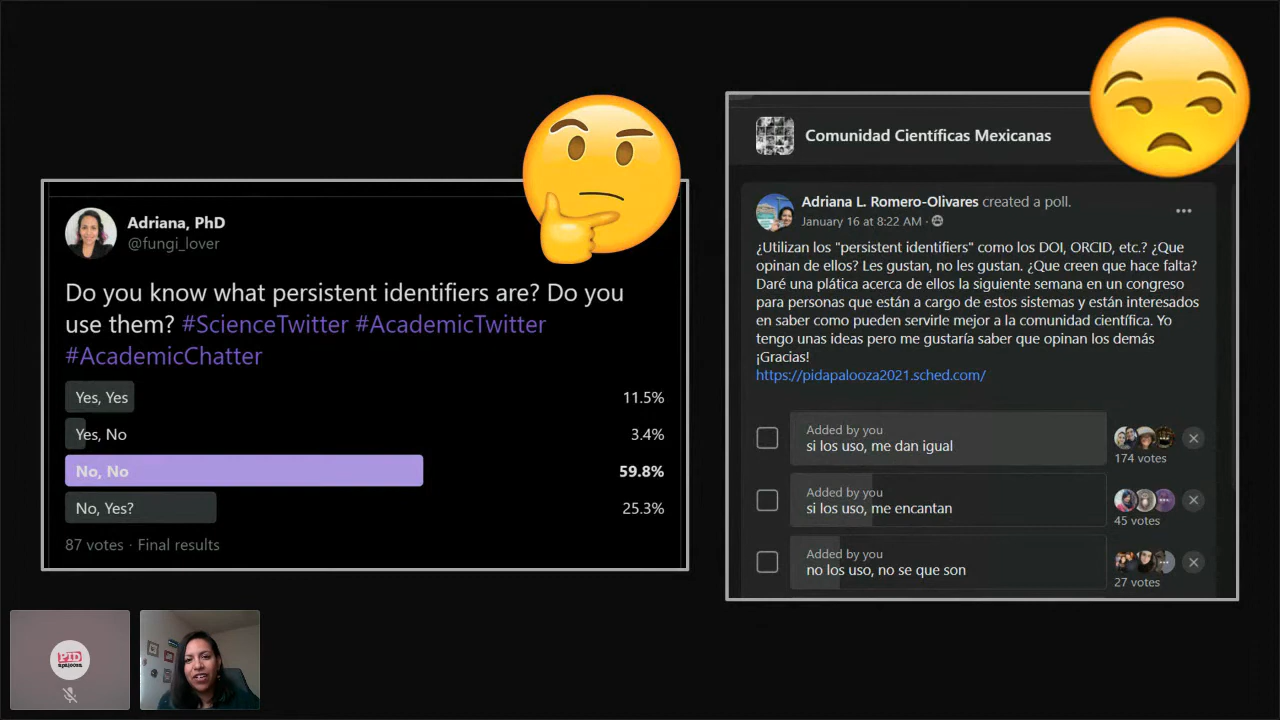 Adriana, PhD
@fungi_lover
Do you know what persistent identifiers are? Do you
use them? #ScienceTwitter #AcademicTwitter
#AcademicChatter
Yes, Yes 11.5%
Yes, No 3.4%
No, No 59.8%
No, Yes? 25.3%
87 votes · Final results
Comunidad Científicas Mexicanas
Adriana L. Romero-Olivares created a poll.
January 16 at 8:22 AM ·
¿Utilizan los "persistent identifiers" como los DOI, ORCID, etc.? ¿Que
opinan de ellos? Les gustan, no les gustan. ¿Que creen que hace falta?
Daré una plática acerca de ellos la siguiente semana en un congreso
para personas que están a cargo de estos sistemas y están interesados
en saber como pueden servirle mejor a la comunidad científica. Yo
tengo unas ideas pero me gustaría saber que opinan los demás
¡Gracias!
https://pidapalooza2021.sched.com/
Added by you
si los uso, me dan igual
174 votes
Added by you
si los uso, me encantan
45 votes
Added by you
no los uso, no se que son
27 votes
PID
apalooza